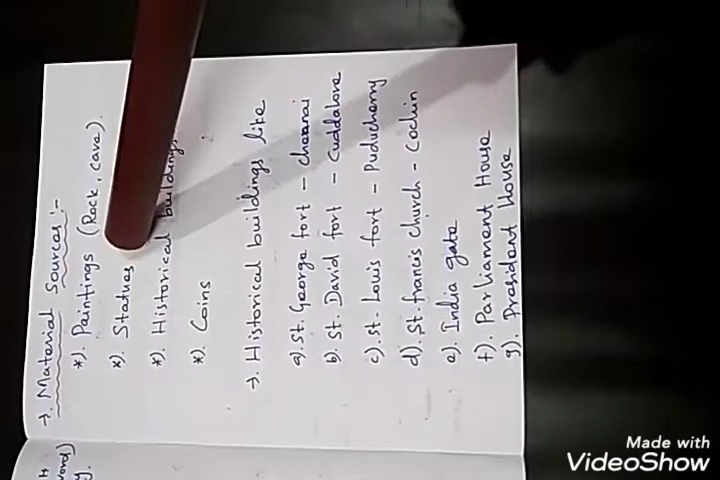 → Material Sources:-
*). Paintings (Rock, cave).
*). Statues
*). Historical buildings
*). Coins
→ Historical buildings like
a). St. George fort - chennai
b). St. David fort - cuddalore
c). St. Louis fort - Puducherry
d). St. francis church - Cochin
e). India gate
f). Parliament House
g). President House
H
word)
y.
Made with
VideoShow